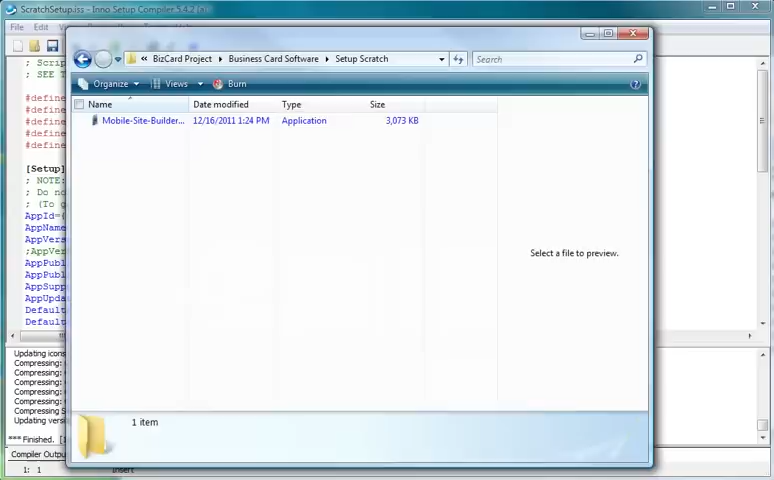 ScratchSetup.iss - Inno Setup Compiler 5.4.2 (a)
File Edit
« BizCard Project Business Card Software Setup Scratch
Search
Organize Views Burn
Name Date modified Type Size
Mobile-Site-Builder... 12/16/2011 1:24 PM Application 3,073 KB
Select a file to preview.
1 item
; Scrip
; SEE T
#define
#define
#define
#define
#define
[Setup]
; NOTE:
; Do no
; (To g
AppId={
AppName
AppVers
;AppVer
AppPubl
AppPubl
AppSupp
AppUpda
Default
Default
Updating icons
Compressing:
Compressing:
Compressing:
Compressing:
Compressing:
Compressing S
Updating versi
*** Finished. [
Compiler Outpu
1: 1 Insert